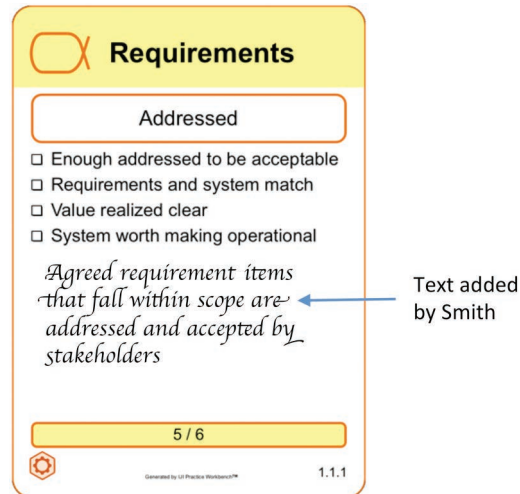 Requirements
Addressed
Enough addressed to be acceptable
Requirements and system match
Value realized clear
System worth making operational
Agreed requirement items
that fall within scope are
addressed and accepted by
stakeholders
Text added
by Smith
5 / 6
Generated by UI Practice Workbench™
1.1.1